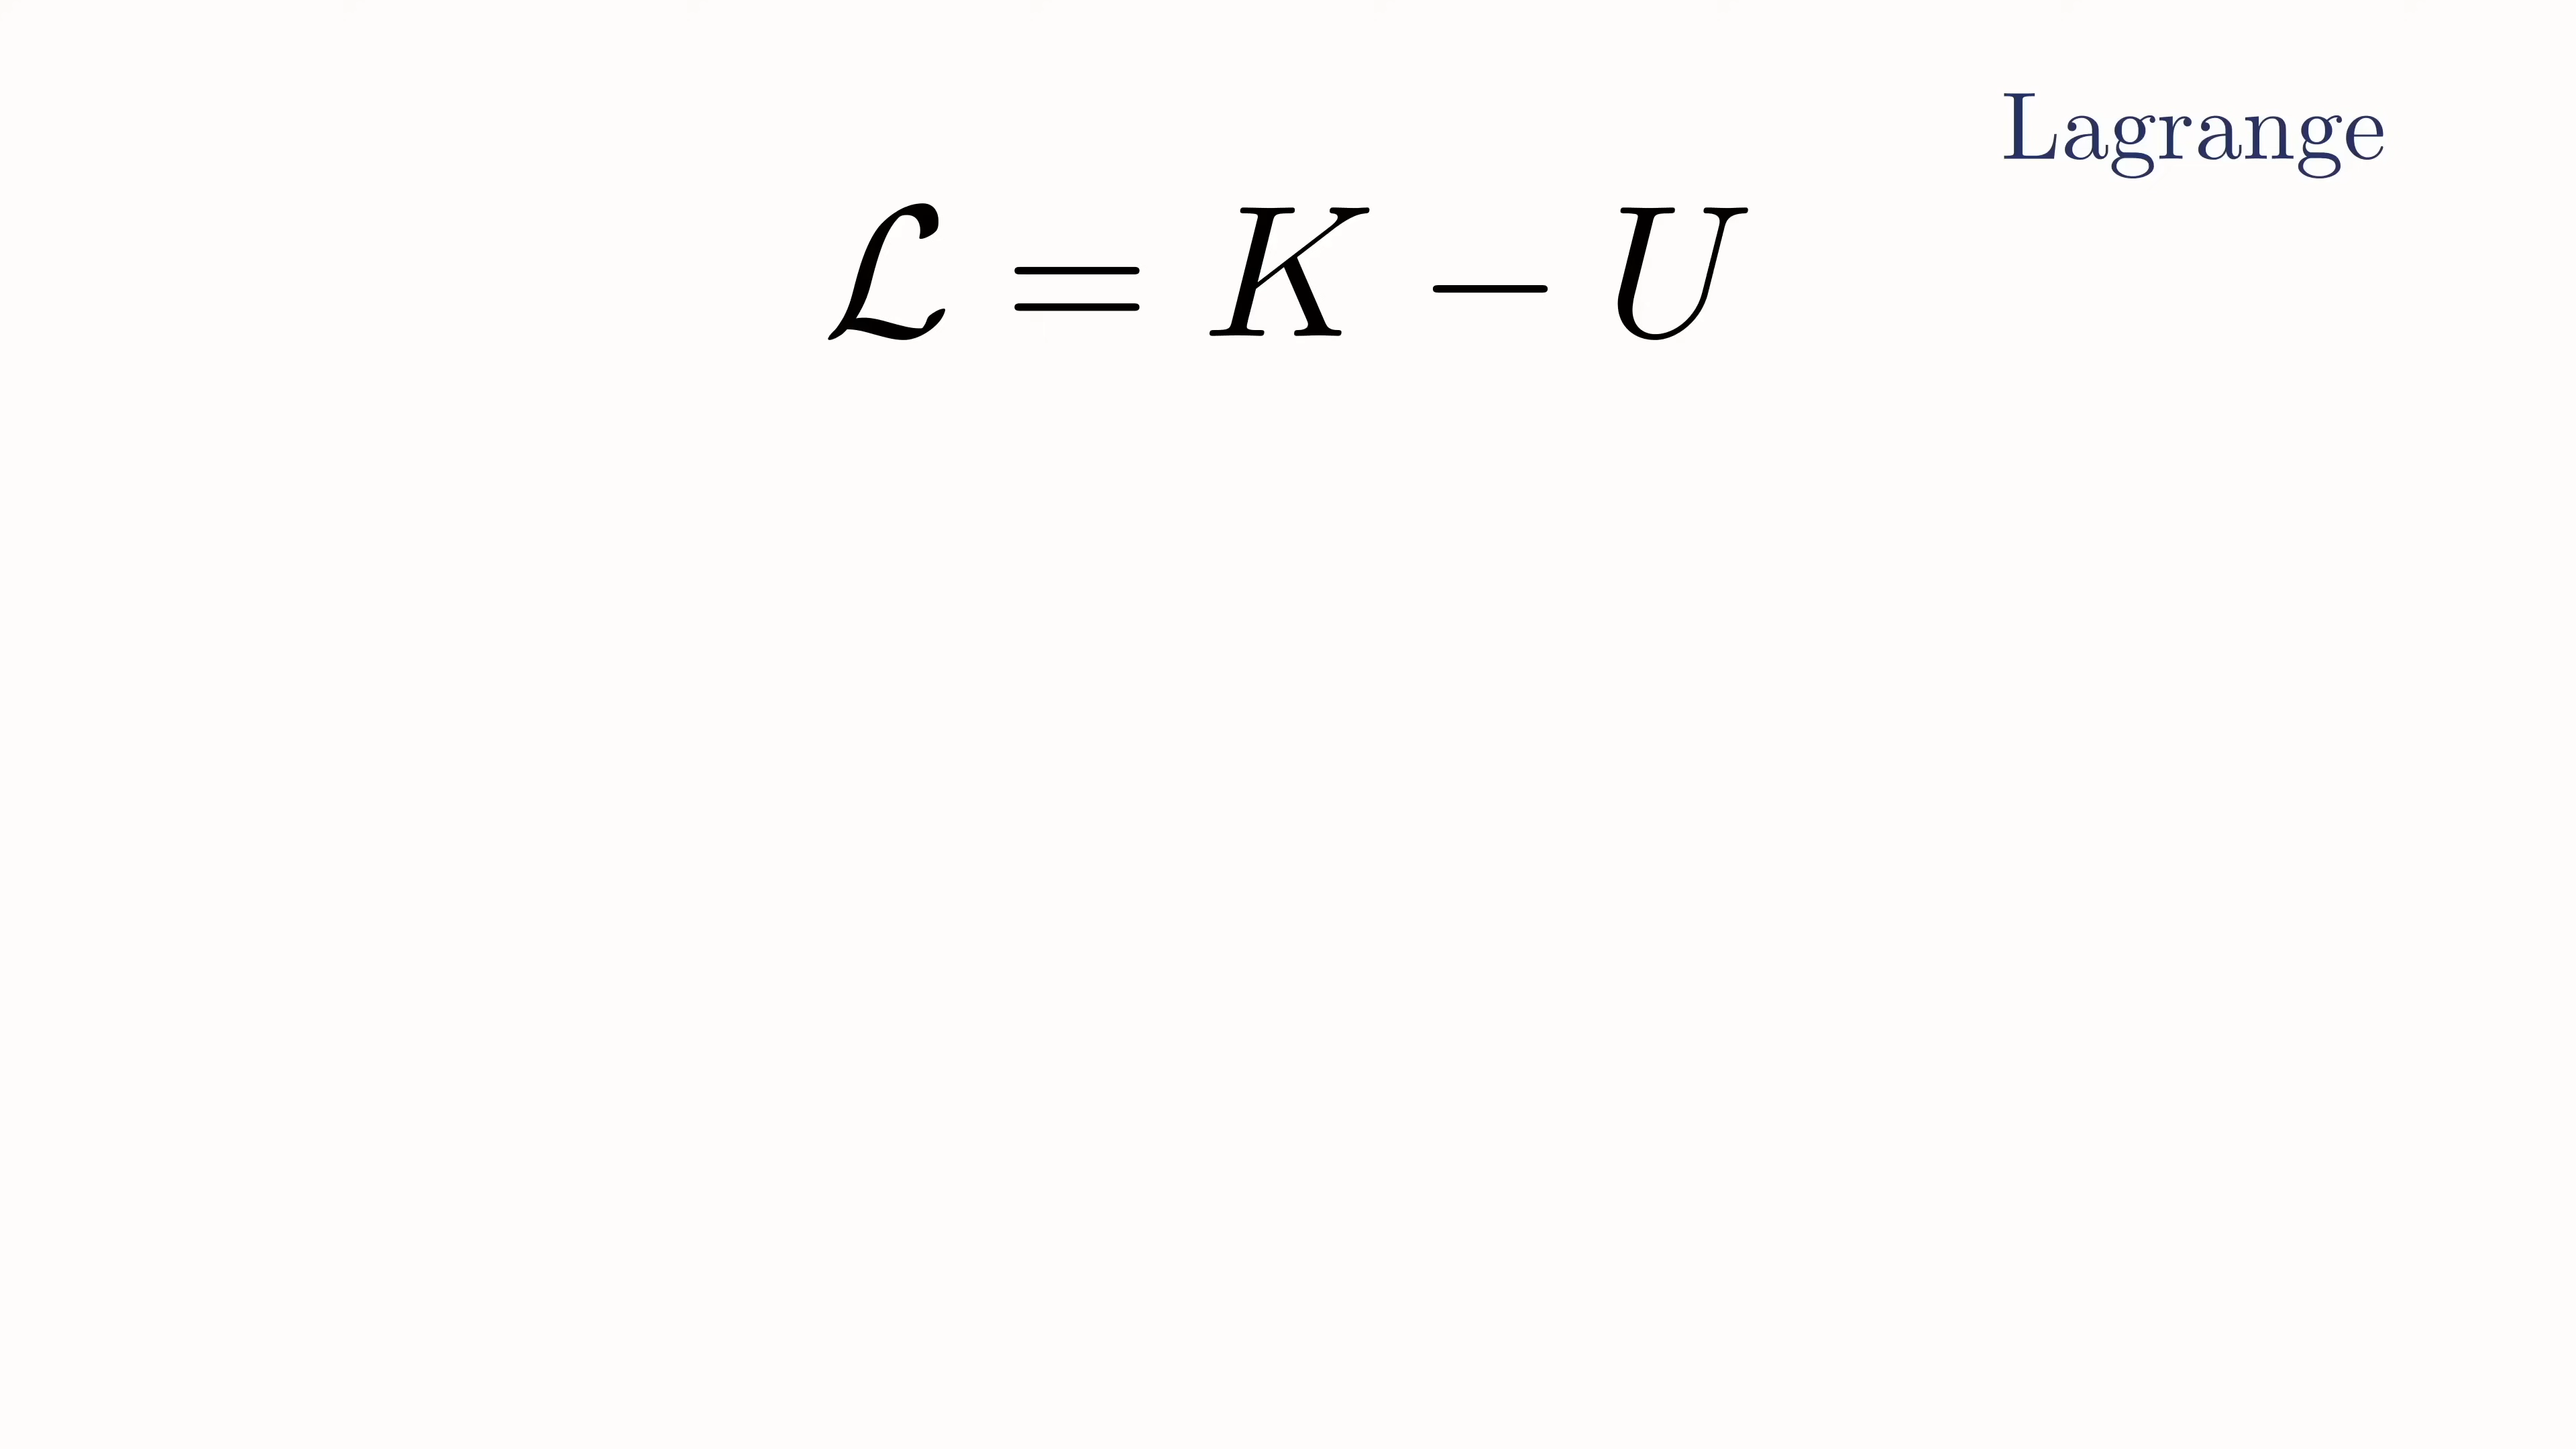 Lagrange
ℒ = K − U